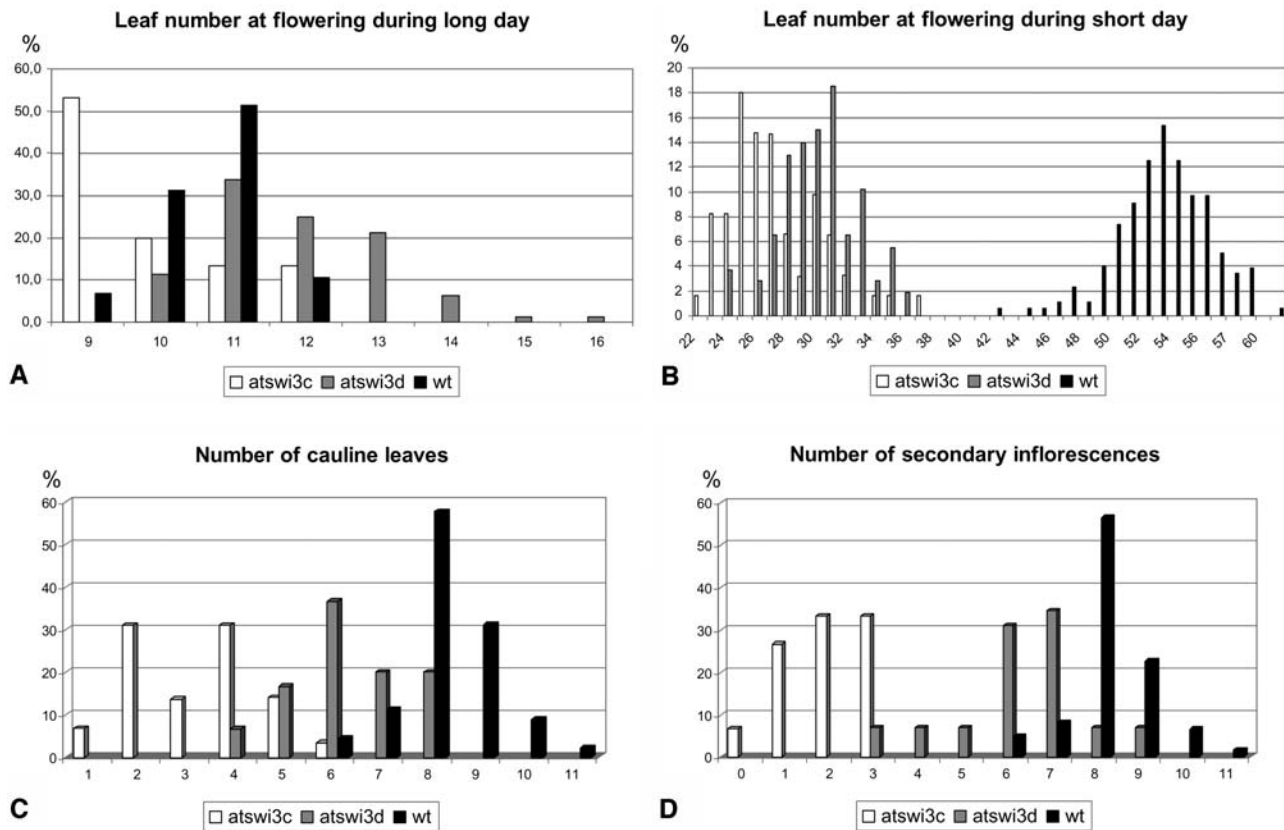 Leaf number at flowering during long day
%
60,0
50,0
40,0
30,0
20,0
10,0
0,0
9 10 11 12 13 14 15 16
A
atswi3c atswi3d wt
Leaf number at flowering during short day
%
20
18
16
14
12
10
8
6
4
2
0
22 24 26 28 30 32 34 36 38 40 42 44 46 48 50 52 54 56 60
B
atswi3c atswi3d wt
Number of cauline leaves
%
60
50
40
30
20
10
0
1 2 3 4 5 6 7 8 9 10 11
C
atswi3c atswi3d wt
Number of secondary inflorescences
%
60
50
40
30
20
10
0
0 1 2 3 4 5 6 7 8 9 10 11
D
atswi3c atswi3d wt